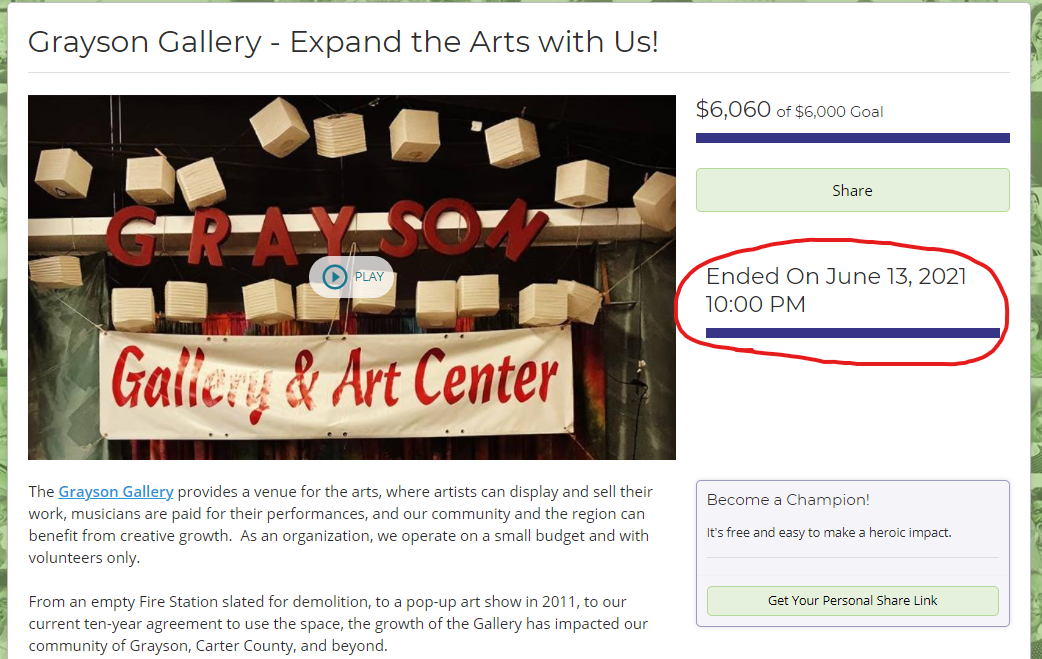 Grayson Gallery - Expand the Arts with Us!
GRAYSON
PLAY
Gallery & Art Center
$6,060 of $6,000 Goal
Share
Ended On June 13, 2021
10:00 PM
The Grayson Gallery provides a venue for the arts, where artists can display and sell their
work, musicians are paid for their performances, and our community and the region can
benefit from creative growth.  As an organization, we operate on a small budget and with
volunteers only.
From an empty Fire Station slated for demolition, to a pop-up art show in 2011, to our
current ten-year agreement to use the space, the growth of the Gallery has impacted our
community of Grayson, Carter County, and beyond.
Become a Champion!
It's free and easy to make a heroic impact.
Get Your Personal Share Link